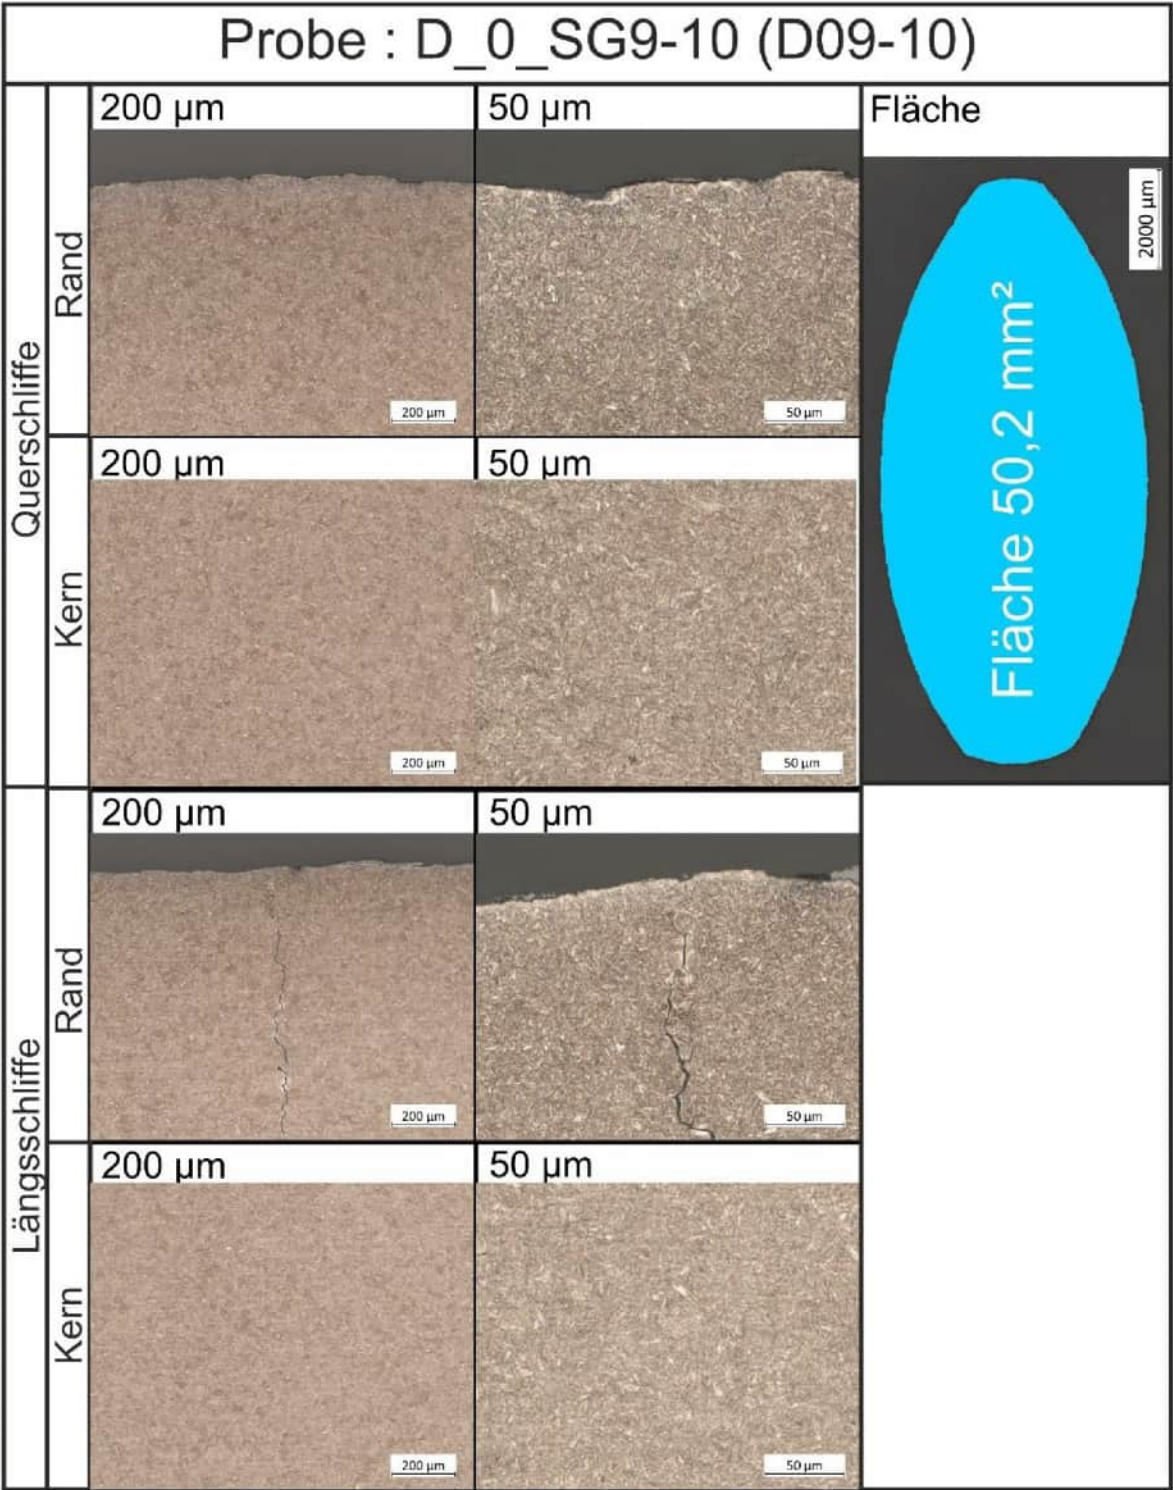 Probe : D_0_SG9-10 (D09-10)
Querschliffe
Rand
200 µm
200 µm
50 µm
50 µm
Fläche
2000 µm
Fläche 50,2 mm²
Kern
200 µm
200 µm
50 µm
50 µm
Längsschliffe
Rand
200 µm
200 µm
50 µm
50 µm
Kern
200 µm
200 µm
50 µm
50 µm